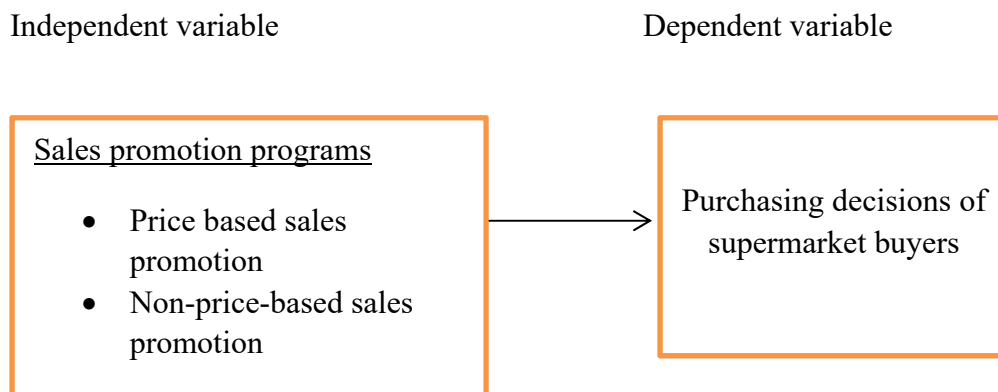 Independent variable
Dependent variable
Sales promotion programs
• Price based sales
promotion
• Non-price-based sales
promotion
Purchasing decisions of
supermarket buyers